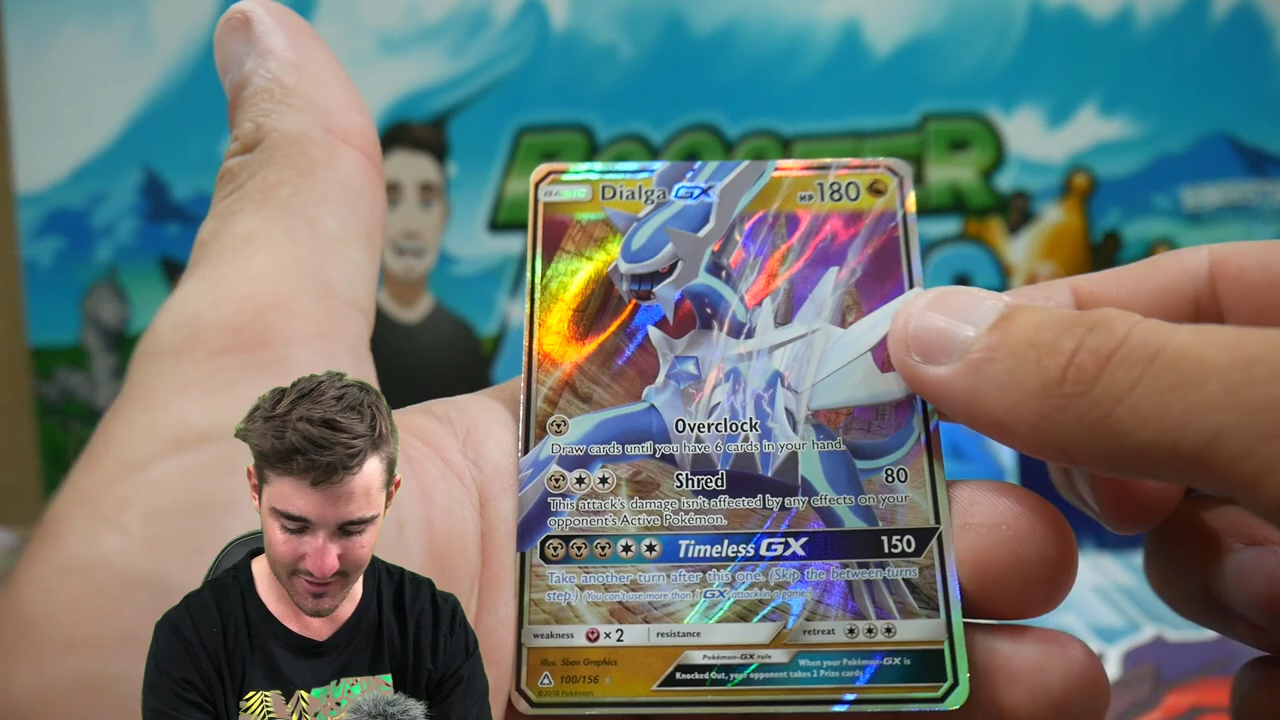 BOOSTER
BASIC Dialga GX HP 180
Overclock
Draw cards until you have 6 cards in your hand.
Shred 80
This attack's damage isn't affected by any effects on your
opponent's Active Pokémon.
Timeless GX 150
Take another turn after this one. (Skip the between-turns
step.) (You can't use more than 1 GX attack in a game.)
weakness × 2 resistance retreat
Pokémon-GX rule
When your Pokémon-GX is
Knocked Out, your opponent takes 2 Prize cards.
Illus. 5ban Graphics
100/156
©2018 Pokémon